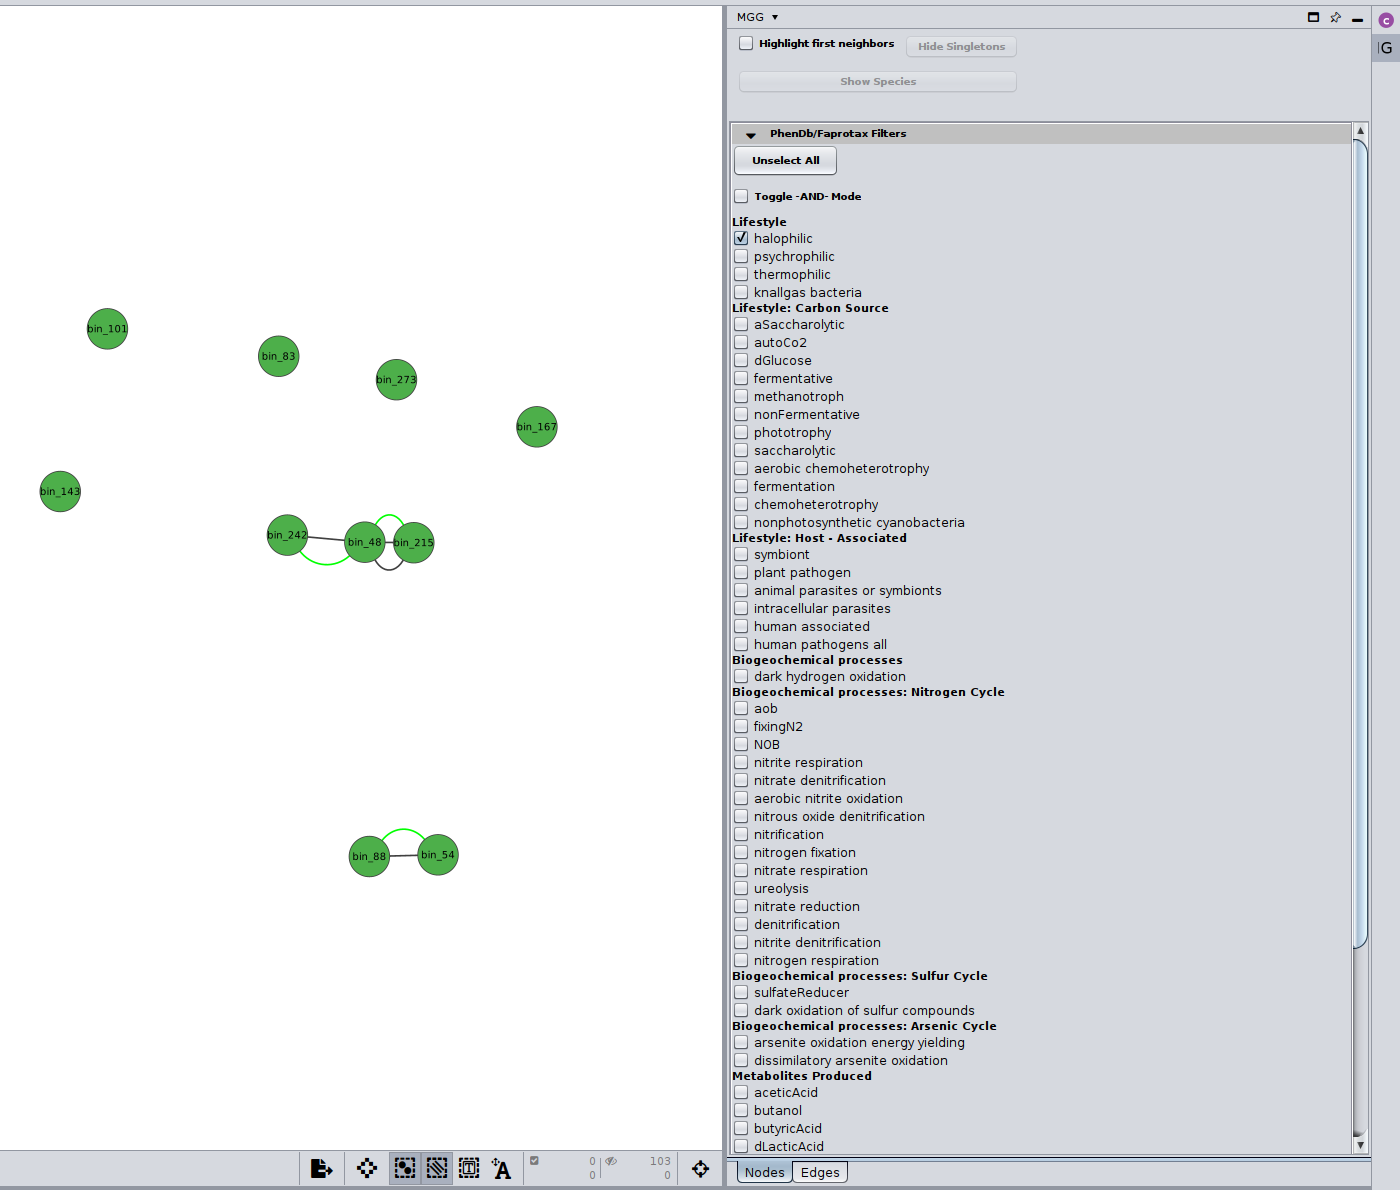 MGG
C
G
Highlight first neighbors
Hide Singletons
Show Species
PhenDb/Faprotax Filters
Unselect All
Toggle -AND- Mode
Lifestyle
halophilic
psychrophilic
thermophilic
knallgas bacteria
Lifestyle: Carbon Source
aSaccharolytic
autoCo2
dGlucose
fermentative
methanotroph
nonFermentative
phototrophy
saccharolytic
aerobic chemoheterotrophy
fermentation
chemoheterotrophy
nonphotosynthetic cyanobacteria
Lifestyle: Host - Associated
symbiont
plant pathogen
animal parasites or symbionts
intracellular parasites
human associated
human pathogens all
Biogeochemical processes
dark hydrogen oxidation
Biogeochemical processes: Nitrogen Cycle
aob
fixingN2
NOB
nitrite respiration
nitrate denitrification
aerobic nitrite oxidation
nitrous oxide denitrification
nitrification
nitrogen fixation
nitrate respiration
ureolysis
nitrate reduction
denitrification
nitrite denitrification
nitrogen respiration
Biogeochemical processes: Sulfur Cycle
sulfateReducer
dark oxidation of sulfur compounds
Biogeochemical processes: Arsenic Cycle
arsenite oxidation energy yielding
dissimilatory arsenite oxidation
Metabolites Produced
aceticAcid
butanol
butyricAcid
dLacticAcid
Nodes
Edges
bin_101
bin_83
bin_273
bin_167
bin_143
bin_242
bin_48
bin_215
bin_88
bin_54
T
A
0
103
0
0